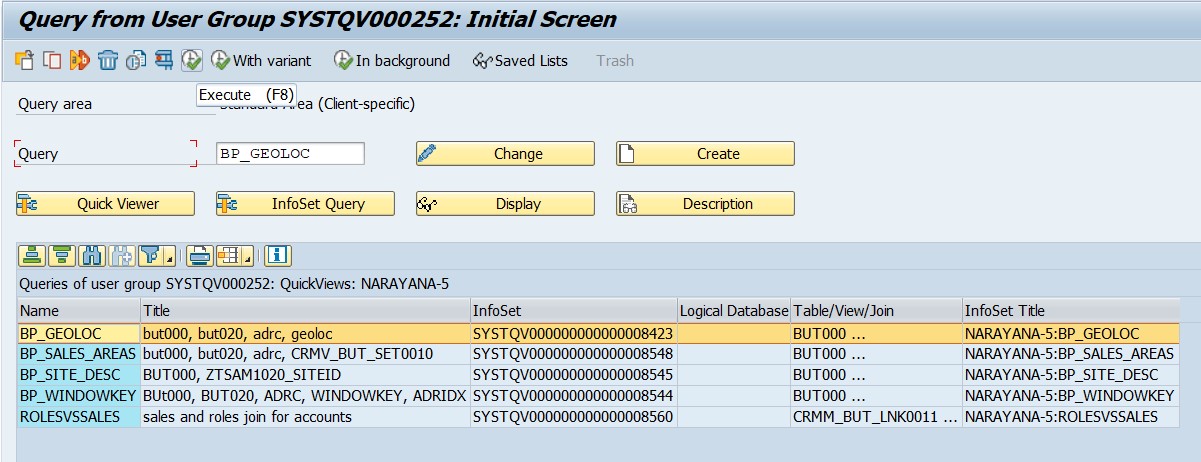 Query from User Group SYSTQV000252: Initial Screen
With variant In background Saved Lists Trash
Execute (F8)
Query area Standard Area (Client-specific)
Query BP_GEOLOC Change Create
Quick Viewer InfoSet Query Display Description
Queries of user group SYSTQV000252: QuickViews: NARAYANA-5
Name Title InfoSet Logical Database Table/View/Join InfoSet Title
BP_GEOLOC but000, but020, adrc, geoloc SYSTQV000000000000008423 BUT000 ... NARAYANA-5:BP_GEOLOC
BP_SALES_AREAS but000, but020, adrc, CRMV_BUT_SET0010 SYSTQV000000000000008548 BUT000 ... NARAYANA-5:BP_SALES_AREAS
BP_SITE_DESC BUT000, ZTSAM1020_SITEID SYSTQV000000000000008545 BUT000 ... NARAYANA-5:BP_SITE_DESC
BP_WINDOWKEY BUt000, BUT020, ADRC, WINDOWKEY, ADRIDX SYSTQV000000000000008544 BUT000 ... NARAYANA-5:BP_WINDOWKEY
ROLESVSSALES sales and roles join for accounts SYSTQV000000000000008560 CRMM_BUT_LNK0011 ... NARAYANA-5:ROLESVSSALES